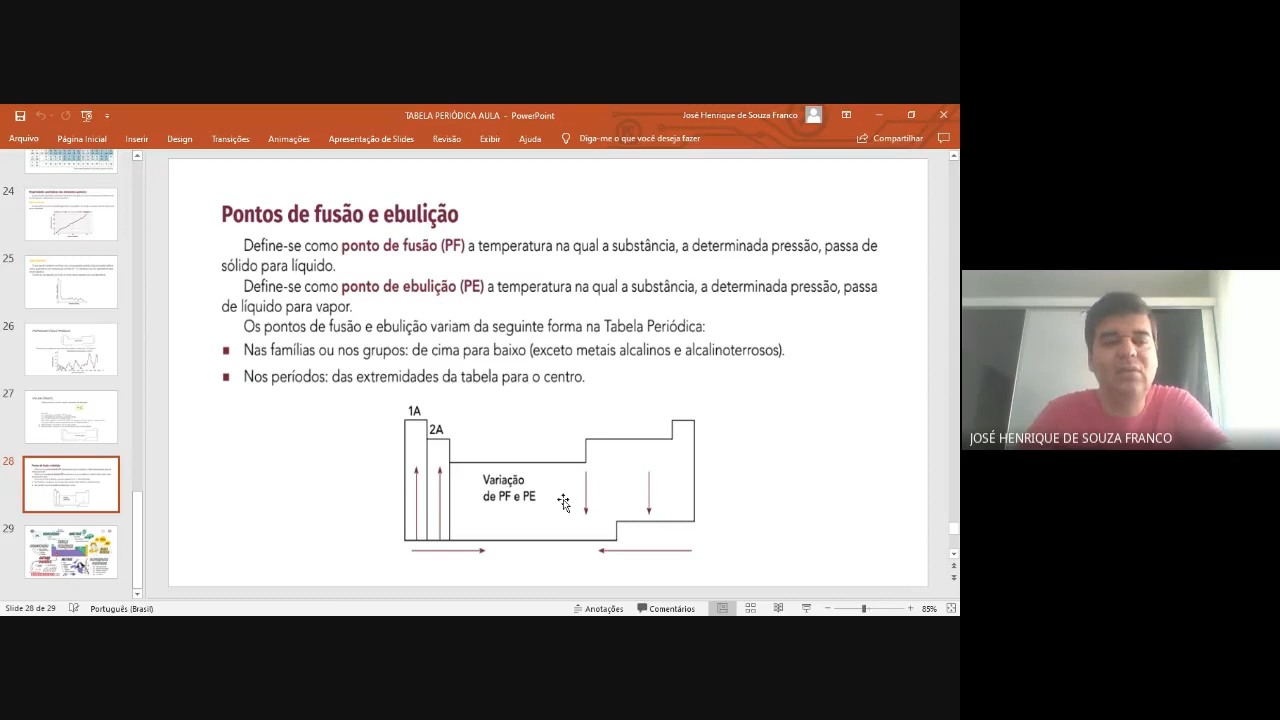 TABELA PERIÓDICA AULA - PowerPoint
José Henrique de Souza Franco
Arquivo Página Inicial Inserir Design Transições Animações Apresentação de Slides Revisão Exibir Ajuda Diga-me o que você deseja fazer Compartilhar
24
25
26
27
28
29
Pontos de fusão e ebulição
Define-se como ponto de fusão (PF) a temperatura na qual a substância, a determinada pressão, passa de
sólido para líquido.
Define-se como ponto de ebulição (PE) a temperatura na qual a substância, a determinada pressão, passa
de líquido para vapor.
Os pontos de fusão e ebulição variam da seguinte forma na Tabela Periódica:
Nas famílias ou nos grupos: de cima para baixo (exceto metais alcalinos e alcalinoterrosos).
Nos períodos: das extremidades da tabela para o centro.
1A
2A
Variação
de PF e PE
JOSÉ HENRIQUE DE SOUZA FRANCO
Slide 28 de 29 Português (Brasil) Anotações Comentários 85%